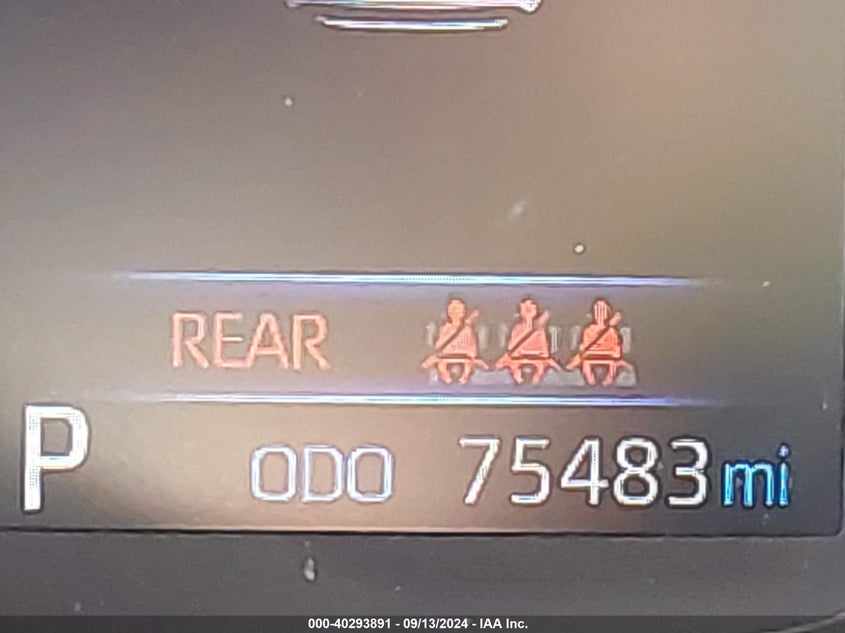 REAR
P ODO 75483 mi
000-40293891 - 09/13/2024 - IAA Inc.